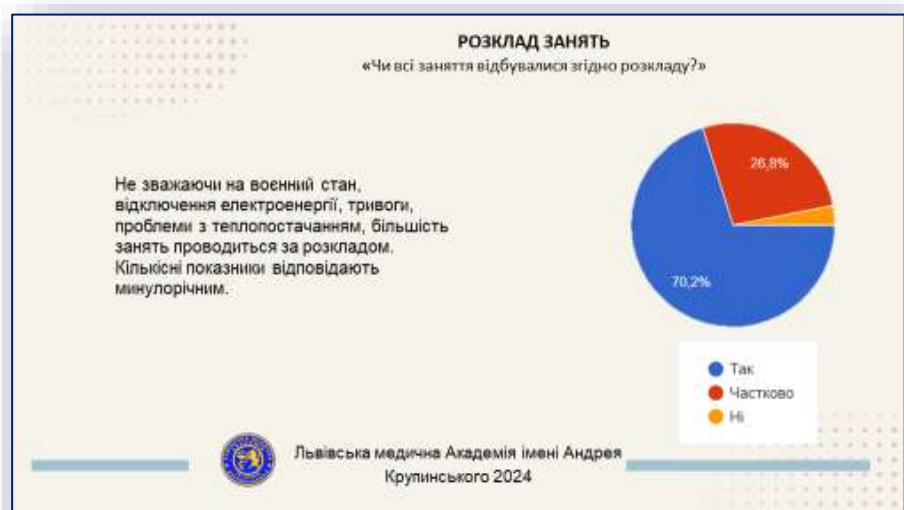 РОЗКЛАД ЗАНЯТЬ
«Чи всі заняття відбувалися згідно розкладу?»
Не зважаючи на воєнний стан,
відключення електроенергії, тривоги,
проблеми з теплопостачанням, більшість
занять проводиться за розкладом.
Кількісні показники відповідають
минулорічним.
26,8%
70,2%
Так
Частково
Ні
Львівська медична Академія імені Андрея
Крупинського 2024